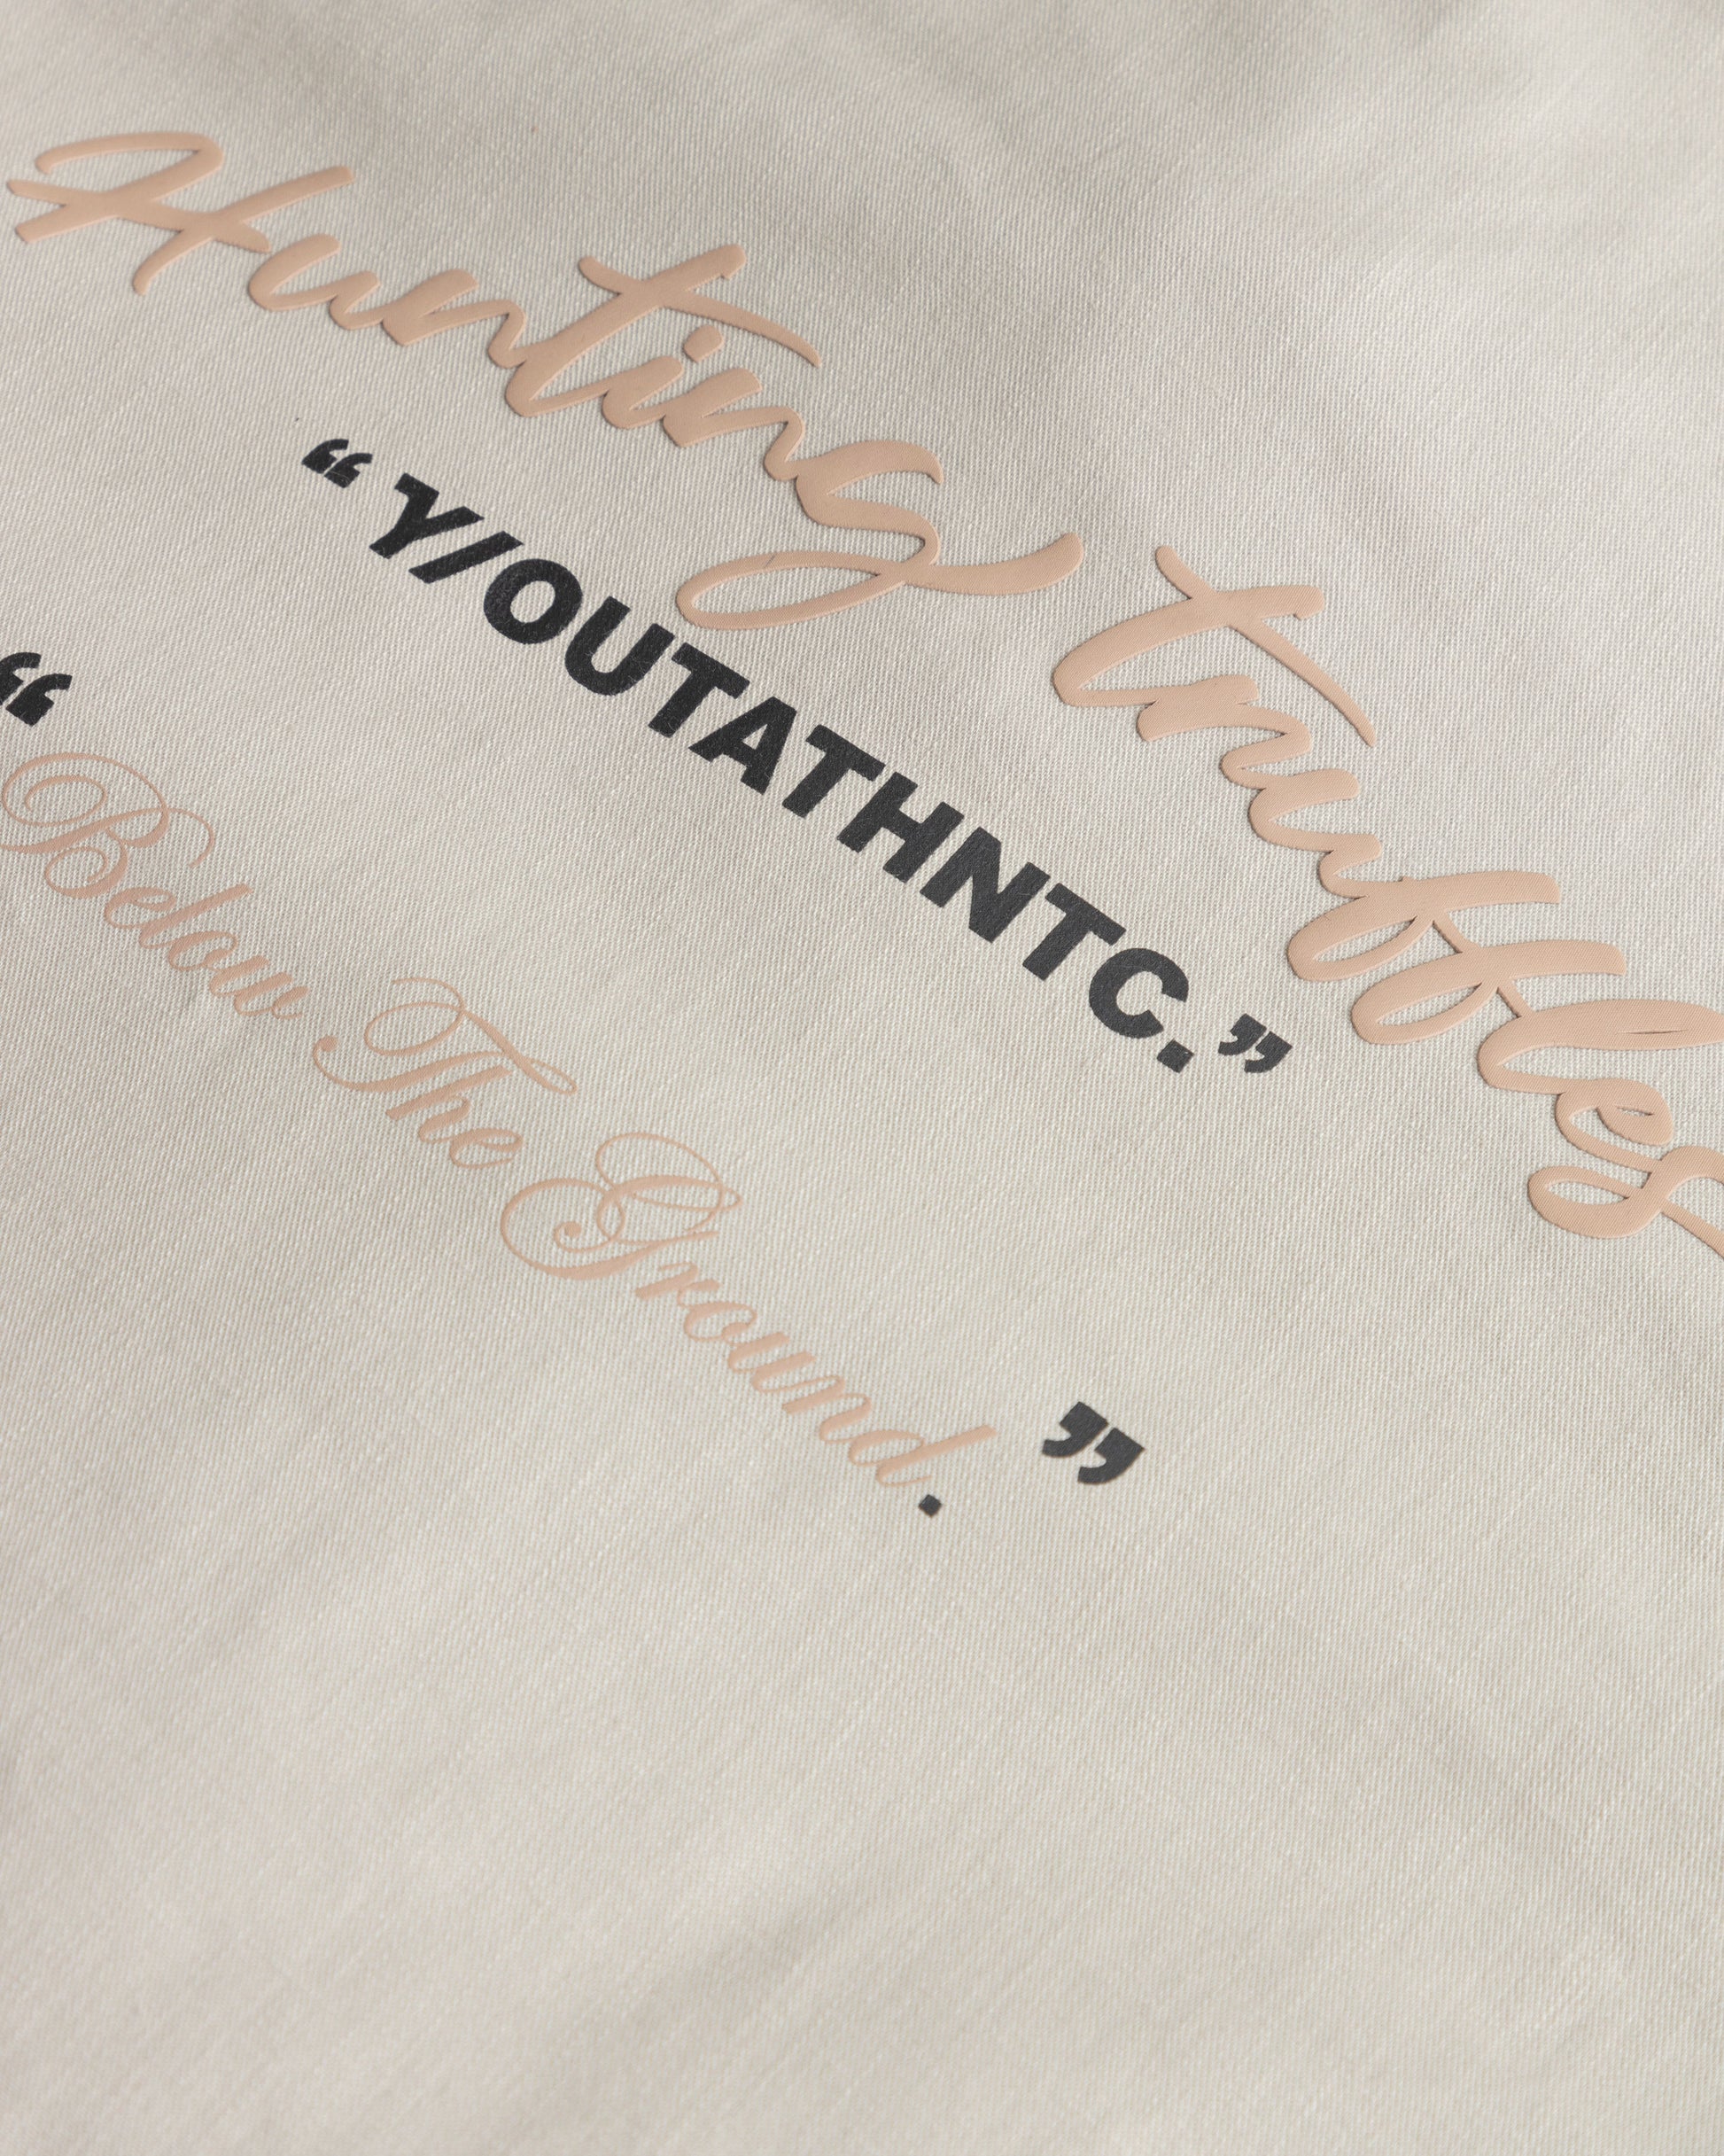 Hunting truffles
“Y/OUTATHNTC.”
“Below The Ground.”